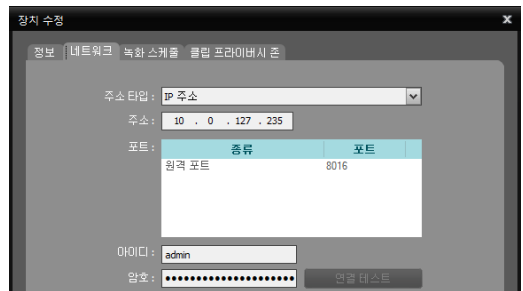 장치 수정 x
정보 네트워크 녹화 스케줄 클립 프라이버시 존
주소 타입 : IP 주소
주소 : 10 . 0 . 127 . 235
포트 : 종류 포트
원격 포트 8016
아이디 : admin
암호 : ●●●●●●●●●●●●●●●●●●●●● 연결 테스트